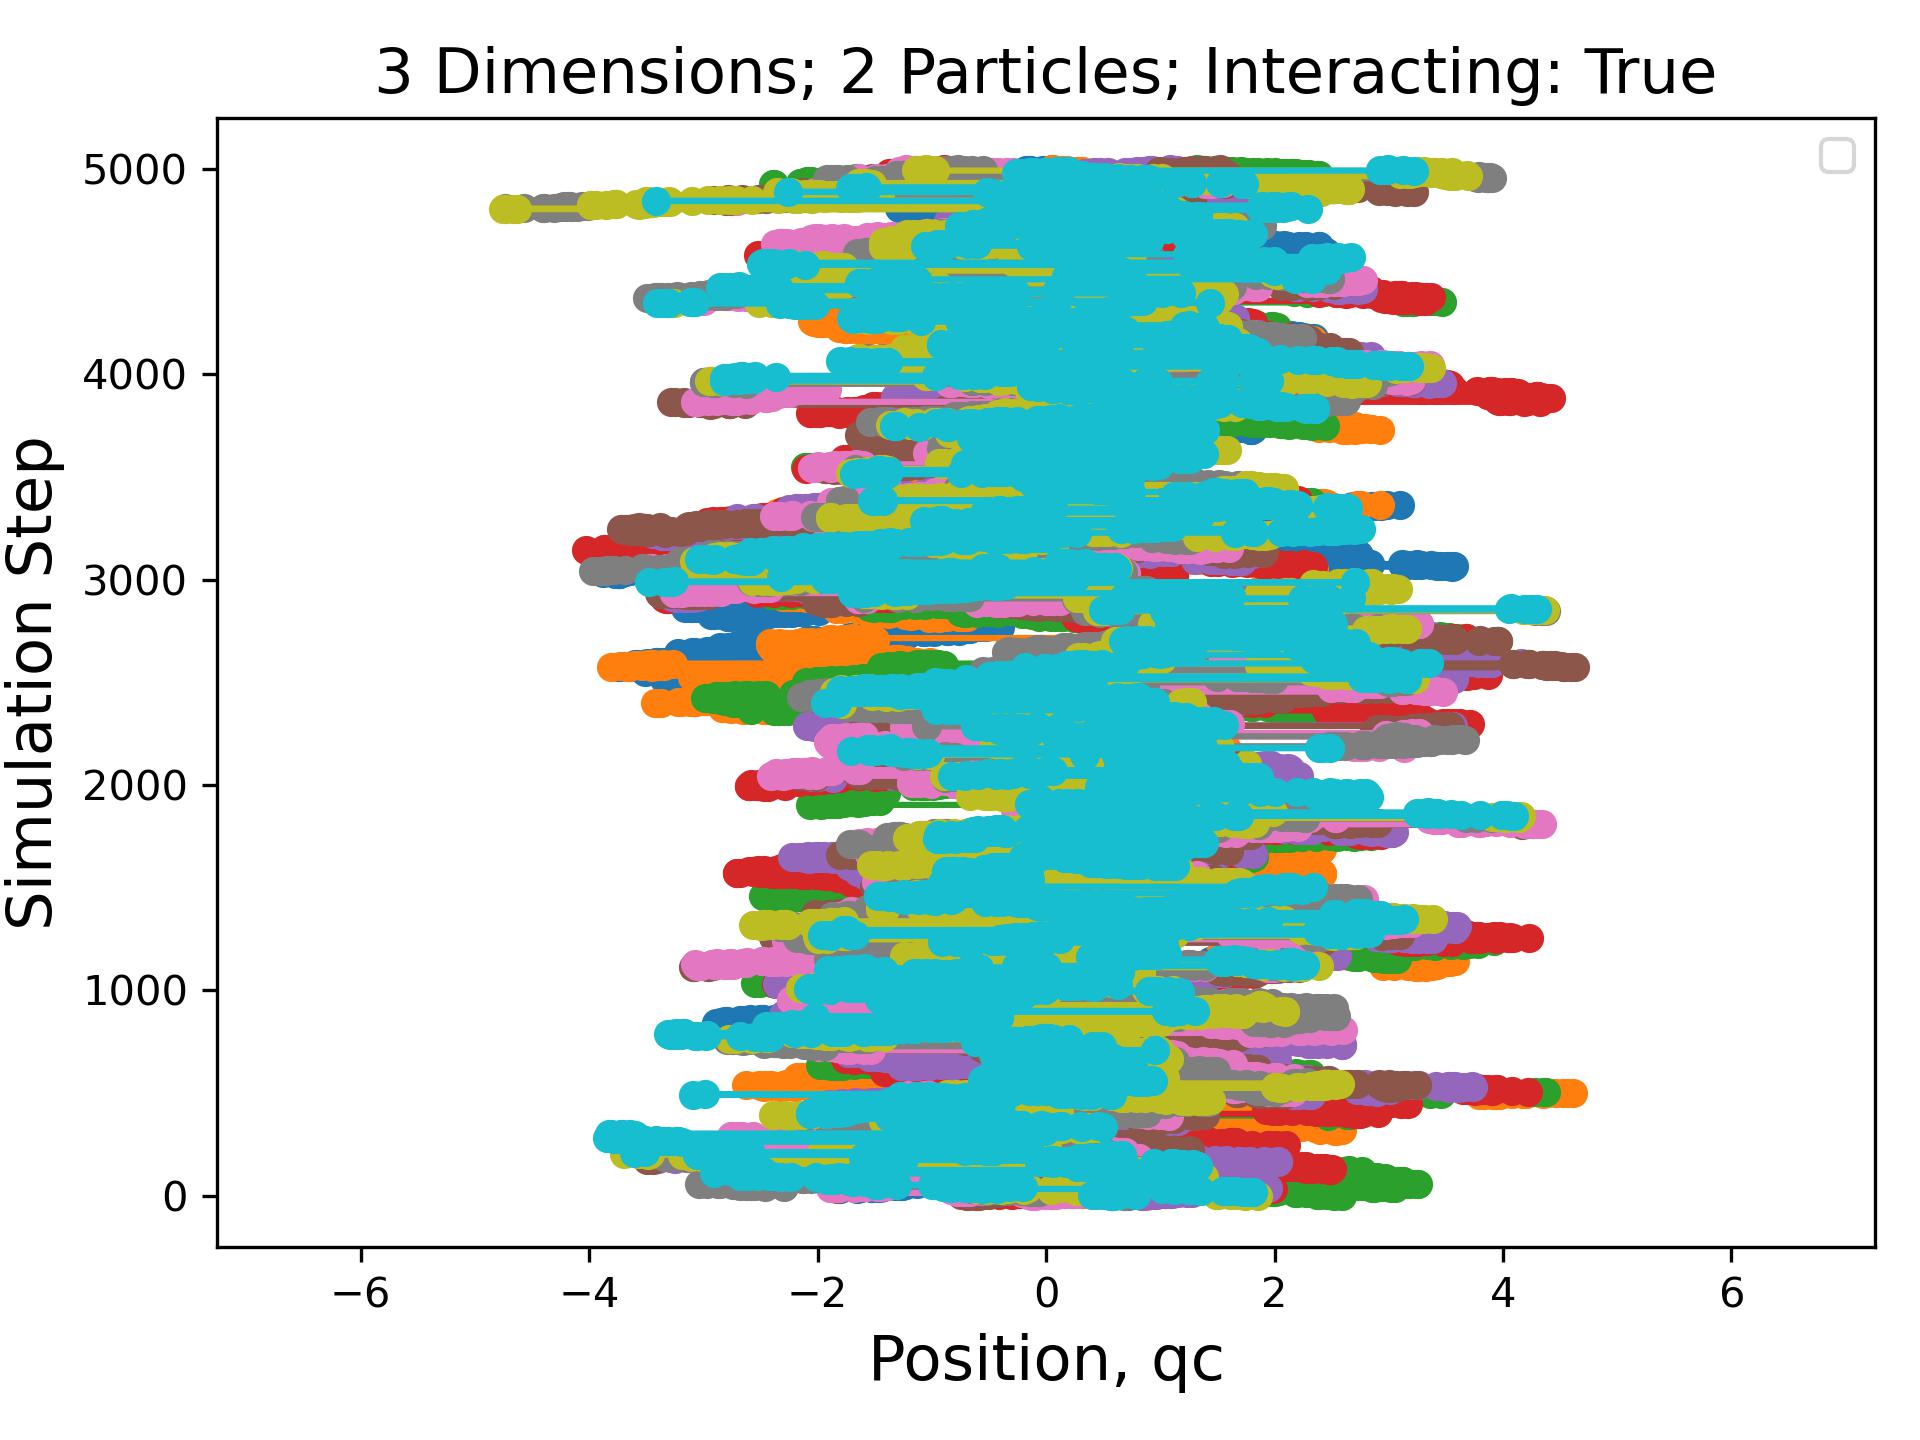 3 Dimensions; 2 Particles; Interacting: True
5000
4000
3000
2000
1000
0
Simulation Step
−6 −4 −2 0 2 4 6
Position, qc